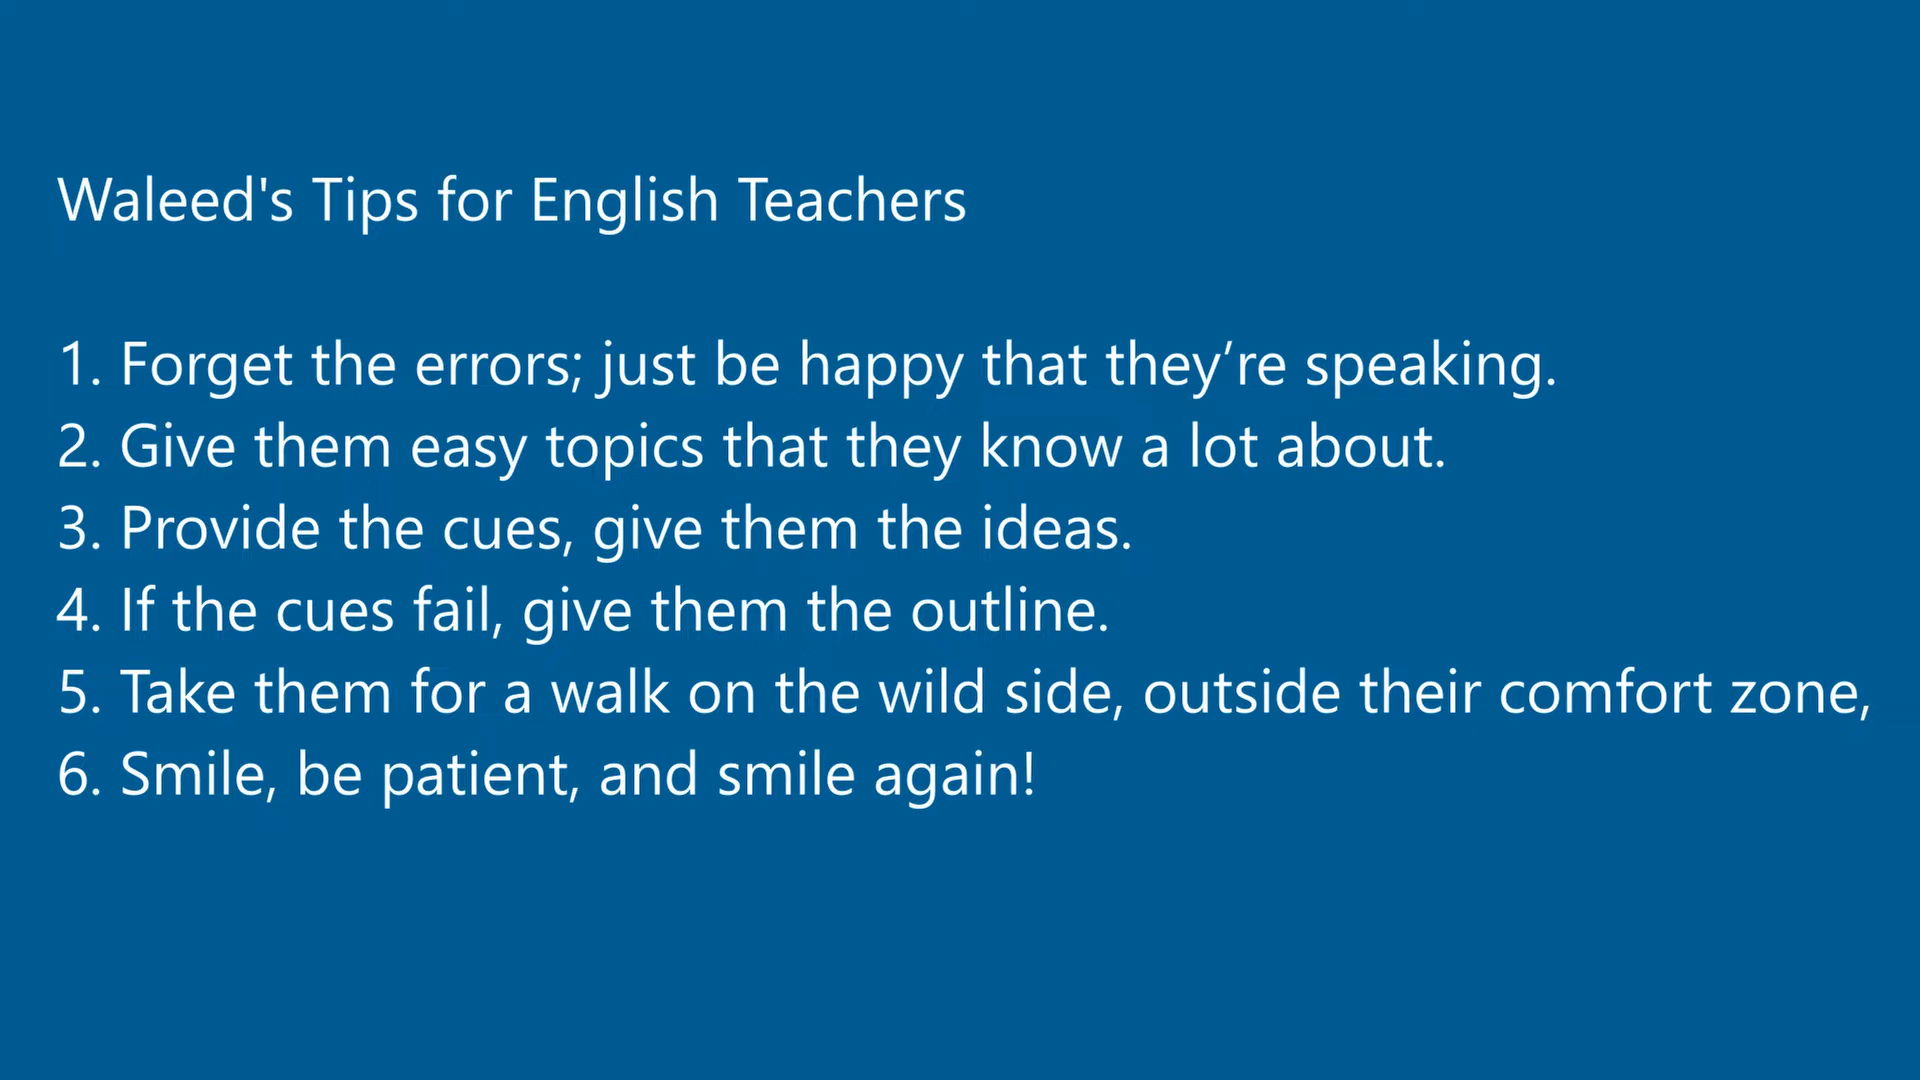 Waleed's Tips for English Teachers
1. Forget the errors; just be happy that they’re speaking.
2. Give them easy topics that they know a lot about.
3. Provide the cues, give them the ideas.
4. If the cues fail, give them the outline.
5. Take them for a walk on the wild side, outside their comfort zone,
6. Smile, be patient, and smile again!